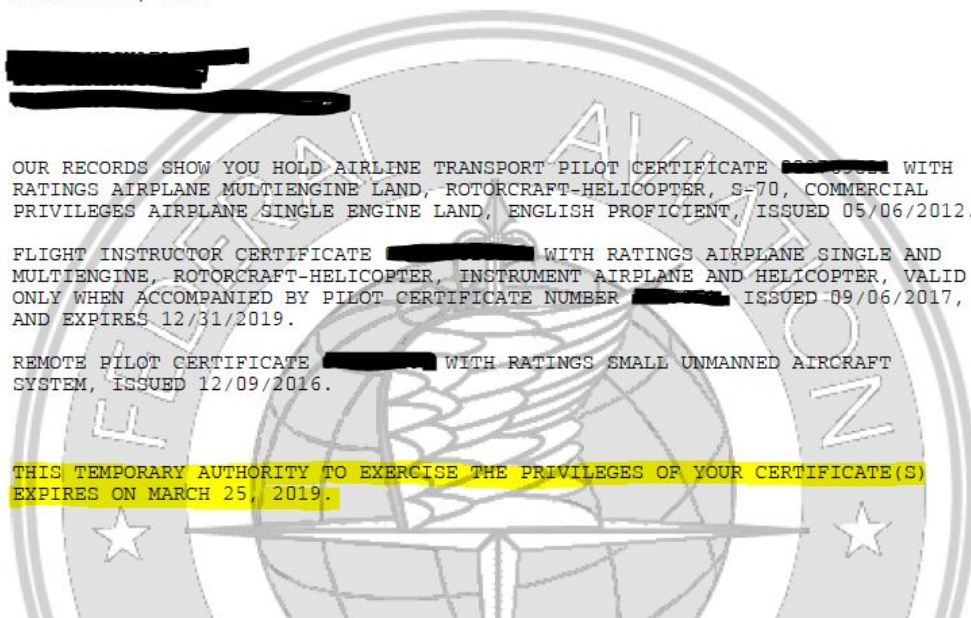 OUR RECORDS SHOW YOU HOLD AIRLINE TRANSPORT PILOT CERTIFICATE WITH
RATINGS AIRPLANE MULTIENGINE LAND, ROTORCRAFT-HELICOPTER, S-70, COMMERCIAL
PRIVILEGES AIRPLANE SINGLE ENGINE LAND, ENGLISH PROFICIENT, ISSUED 05/06/2012.
FLIGHT INSTRUCTOR CERTIFICATE WITH RATINGS AIRPLANE SINGLE AND
MULTIENGINE, ROTORCRAFT-HELICOPTER, INSTRUMENT AIRPLANE AND HELICOPTER, VALID
ONLY WHEN ACCOMPANIED BY PILOT CERTIFICATE NUMBER ISSUED 09/06/2017,
AND EXPIRES 12/31/2019.
REMOTE PILOT CERTIFICATE WITH RATINGS SMALL UNMANNED AIRCRAFT
SYSTEM, ISSUED 12/09/2016.
THIS TEMPORARY AUTHORITY TO EXERCISE THE PRIVILEGES OF YOUR CERTIFICATE(S)
EXPIRES ON MARCH 25, 2019.
FEDERAL AVIATION